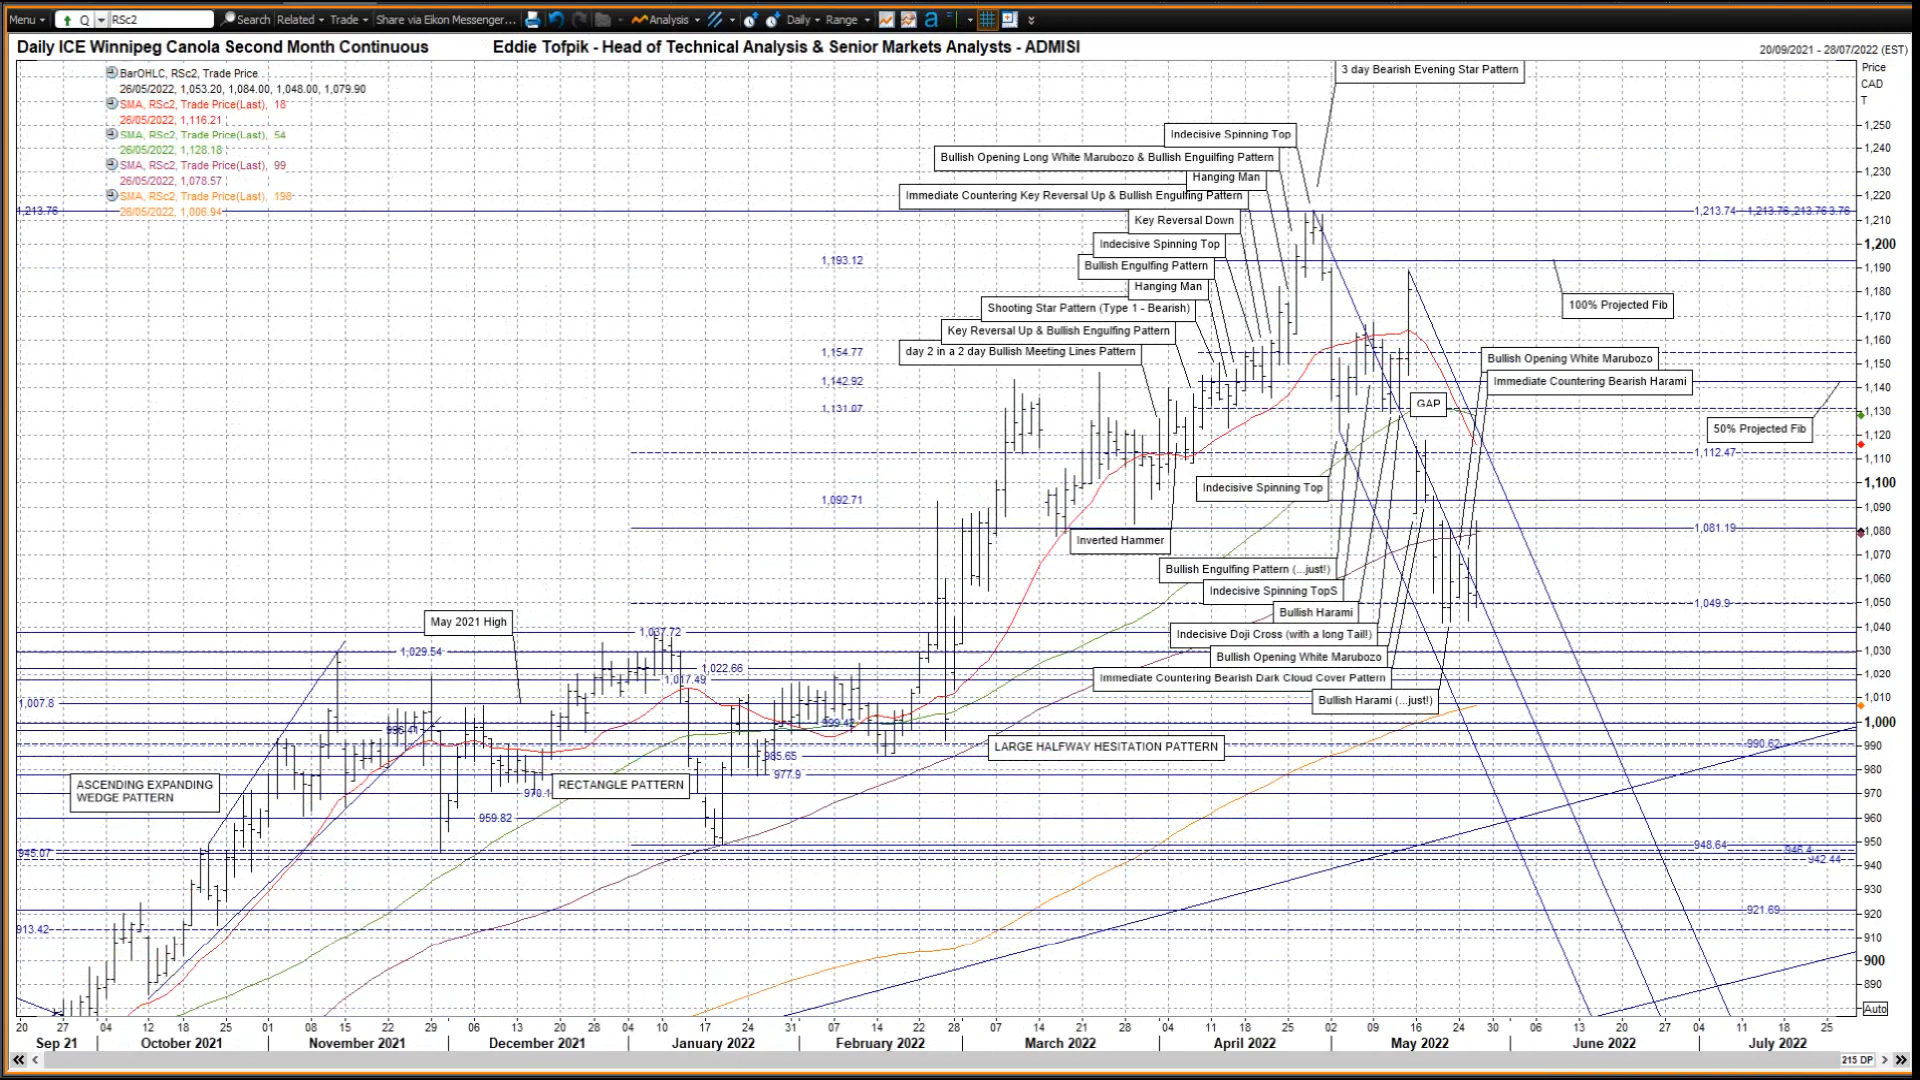 Menu RSc2 Search Related Trade Share via Eikon Messenger... Analysis Daily Range a
Daily ICE Winnipeg Canola Second Month Continuous Eddie Tofpik - Head of Technical Analysis & Senior Markets Analysts - ADMISI 20/09/2021 - 28/07/2022 (EST)
BarOHLC, RSc2, Trade Price
26/05/2022, 1,053.20, 1,084.00, 1,048.00, 1,079.90
SMA, RSc2, Trade Price(Last), 18
26/05/2022, 1,116.21
SMA, RSc2, Trade Price(Last), 54
26/05/2022, 1,128.18
SMA, RSc2, Trade Price(Last), 99
26/05/2022, 1,078.57
SMA, RSc2, Trade Price(Last), 198
26/05/2022, 1,006.94
Price
CAD
T
3 day Bearish Evening Star Pattern
Indecisive Spinning Top
Bullish Opening Long White Marubozo & Bullish Enguilfing Pattern
Hanging Man
Immediate Countering Key Reversal Up & Bullish Engulfing Pattern
1,213.76
1,213.74
Key Reversal Down
Indecisive Spinning Top
1,193.12
Bullish Engulfing Pattern
Hanging Man
100% Projected Fib
Shooting Star Pattern (Type 1 - Bearish)
Key Reversal Up & Bullish Engulfing Pattern
1,154.77
day 2 in a 2 day Bullish Meeting Lines Pattern
Bullish Opening White Marubozo
1,142.92
Immediate Countering Bearish Harami
1,131.07
GAP
50% Projected Fib
1,112.47
Indecisive Spinning Top
1,092.71
1,081.19
Inverted Hammer
Bullish Engulfing Pattern (...just!)
Indecisive Spinning TopS
1,049.9
Bullish Harami
May 2021 High
1,037.72
Indecisive Doji Cross (with a long Tail!)
1,029.54
Bullish Opening White Marubozo
1,022.66
1,017.49
Immediate Countering Bearish Dark Cloud Cover Pattern
1,007.8
Bullish Harami (...just!)
999.42
LARGE HALFWAY HESITATION PATTERN
990.62
985.65
977.9
ASCENDING EXPANDING
WEDGE PATTERN
RECTANGLE PATTERN
959.82
945.07
948.64
946.4
942.44
921.69
913.42
1,250
1,240
1,230
1,220
1,210
1,200
1,190
1,180
1,170
1,160
1,150
1,140
1,130
1,120
1,110
1,100
1,090
1,080
1,070
1,060
1,050
1,040
1,030
1,020
1,010
1,000
990
980
970
960
950
940
930
920
910
900
890
Auto
20 27 04 12 18 25 01 08 15 22 29 06 13 20 28 04 10 17 24 31 07 14 22 28 07 14 21 28 04 11 18 25 02 09 16 24 30 06 13 20 27 04 11 18 25
Sep 21 October 2021 November 2021 December 2021 January 2022 February 2022 March 2022 April 2022 May 2022 June 2022 July 2022
215 DP